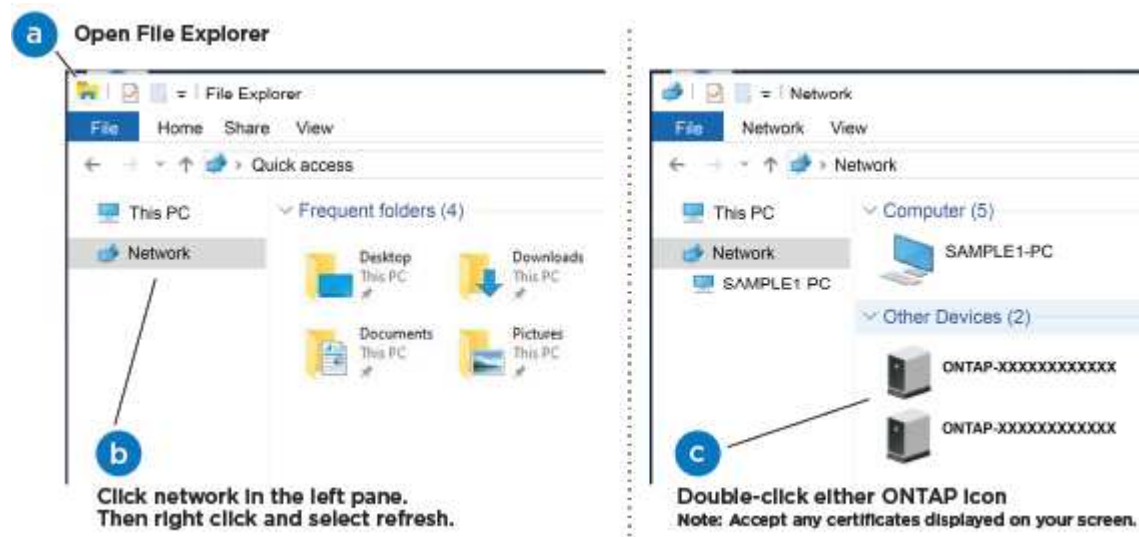 a
Open File Explorer
File Explorer
File Home Share View
Quick access
This PC
Network
Frequent folders (4)
Desktop
This PC
Downloads
This PC
Documents
This PC
Pictures
This PC
b
Click network in the left pane.
Then right click and select refresh.
Network
File Network View
Network
This PC
Network
SAMPLE1 PC
Computer (5)
SAMPLE1-PC
Other Devices (2)
ONTAP-XXXXXXXXXXXX
ONTAP-XXXXXXXXXXXX
c
Double-click either ONTAP icon
Note: Accept any certificates displayed on your screen.